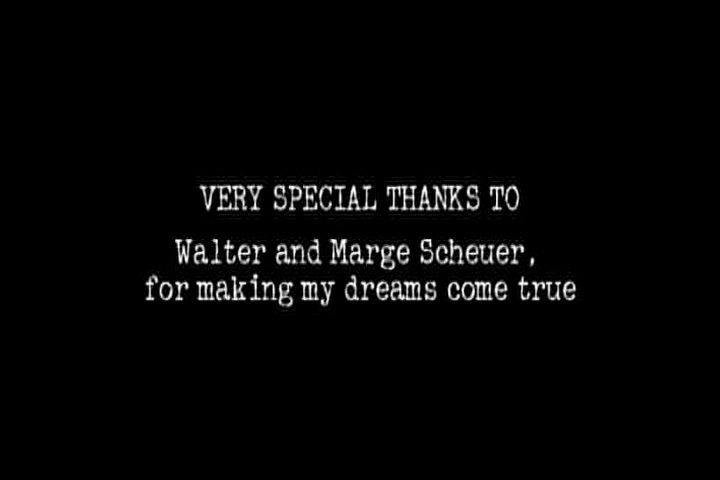 VERY SPECIAL THANKS TO
Walter and Marge Scheuer,
for making my dreams come true